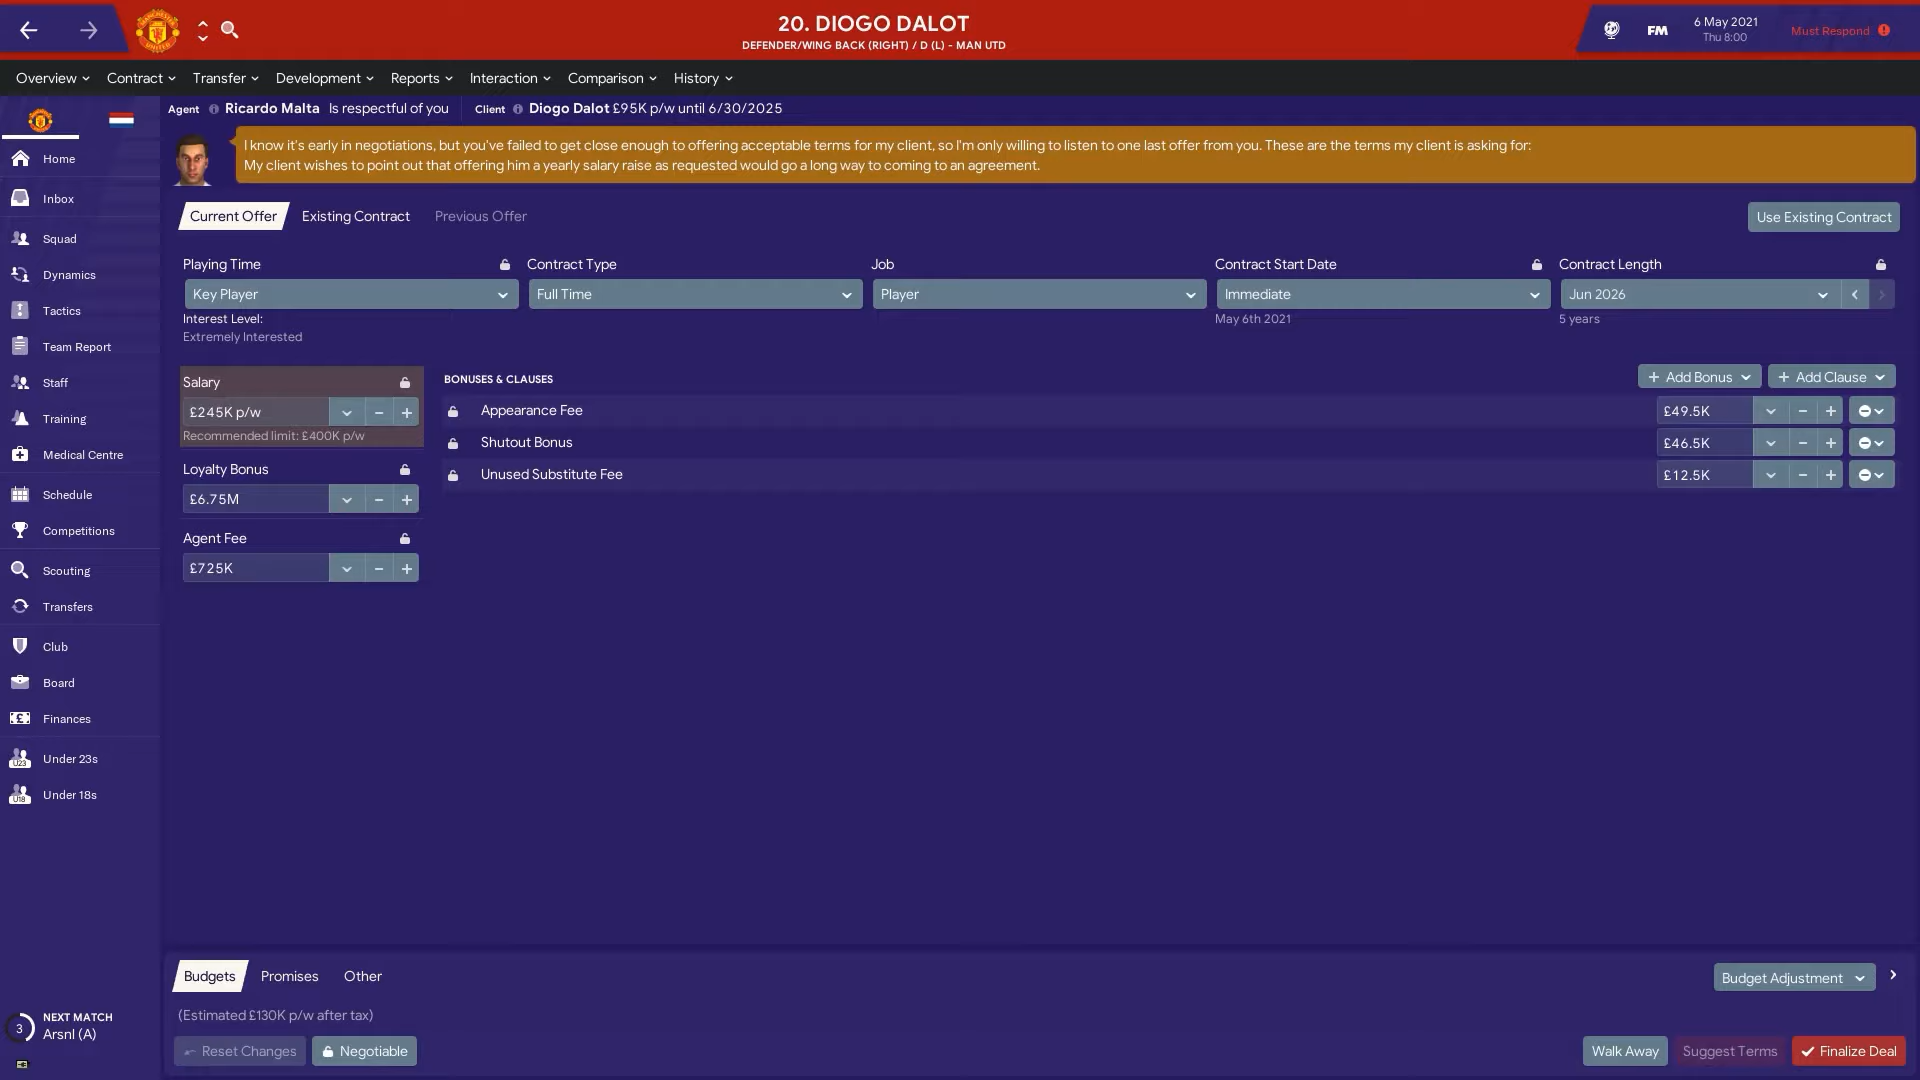 20. DIOGO DALOT
DEFENDER/WING BACK (RIGHT) / D (L) - MAN UTD
FM
6 May 2021
Thu 8:00
Must Respond
Overview
Contract
Transfer
Development
Reports
Interaction
Comparison
History
Agent Ricardo Malta Is respectful of you
Client Diogo Dalot £95K p/w until 6/30/2025
I know it's early in negotiations, but you've failed to get close enough to offering acceptable terms for my client, so I'm only willing to listen to one last offer from you. These are the terms my client is asking for:
My client wishes to point out that offering him a yearly salary raise as requested would go a long way to coming to an agreement.
Home
Inbox
Squad
Dynamics
Tactics
Team Report
Staff
Training
Medical Centre
Schedule
Competitions
Scouting
Transfers
Club
Board
Finances
U23
Under 23s
U18
Under 18s
3
NEXT MATCH
Arsnl (A)
Current Offer
Existing Contract
Previous Offer
Use Existing Contract
Playing Time
Key Player
Interest Level:
Extremely Interested
Contract Type
Full Time
Job
Player
Contract Start Date
Immediate
May 6th 2021
Contract Length
Jun 2026
5 years
Salary
£245K p/w
Recommended limit: £400K p/w
Loyalty Bonus
£6.75M
Agent Fee
£725K
BONUSES & CLAUSES
Add Bonus
Add Clause
Appearance Fee £49.5K
Shutout Bonus £46.5K
Unused Substitute Fee £12.5K
Budgets
Promises
Other
Budget Adjustment
(Estimated £130K p/w after tax)
Reset Changes
Negotiable
Walk Away
Suggest Terms
Finalize Deal